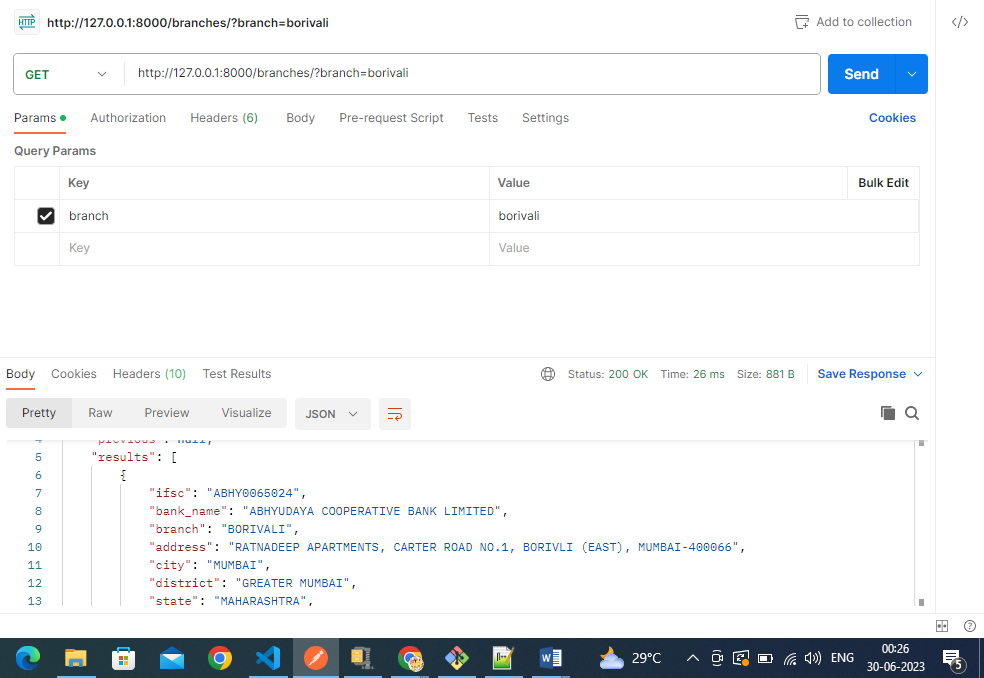 HTTP http://127.0.0.1:8000/branches/?branch=borivali Add to collection </>
GET http://127.0.0.1:8000/branches/?branch=borivali Send
Params Authorization Headers (6) Body Pre-request Script Tests Settings Cookies
Query Params
Key Value Bulk Edit
branch borivali
Key Value
Body Cookies Headers (10) Test Results Status: 200 OK Time: 26 ms Size: 881 B Save Response
Pretty Raw Preview Visualize JSON
4 "previous": null,
5 "results": [
6 {
7 "ifsc": "ABHY0065024",
8 "bank_name": "ABHYUDAYA COOPERATIVE BANK LIMITED",
9 "branch": "BORIVALI",
10 "address": "RATNADEEP APARTMENTS, CARTER ROAD NO.1, BORIVLI (EAST), MUMBAI-400066",
11 "city": "MUMBAI",
12 "district": "GREATER MUMBAI",
13 "state": "MAHARASHTRA",
29°C ENG 00:26
30-06-2023 5